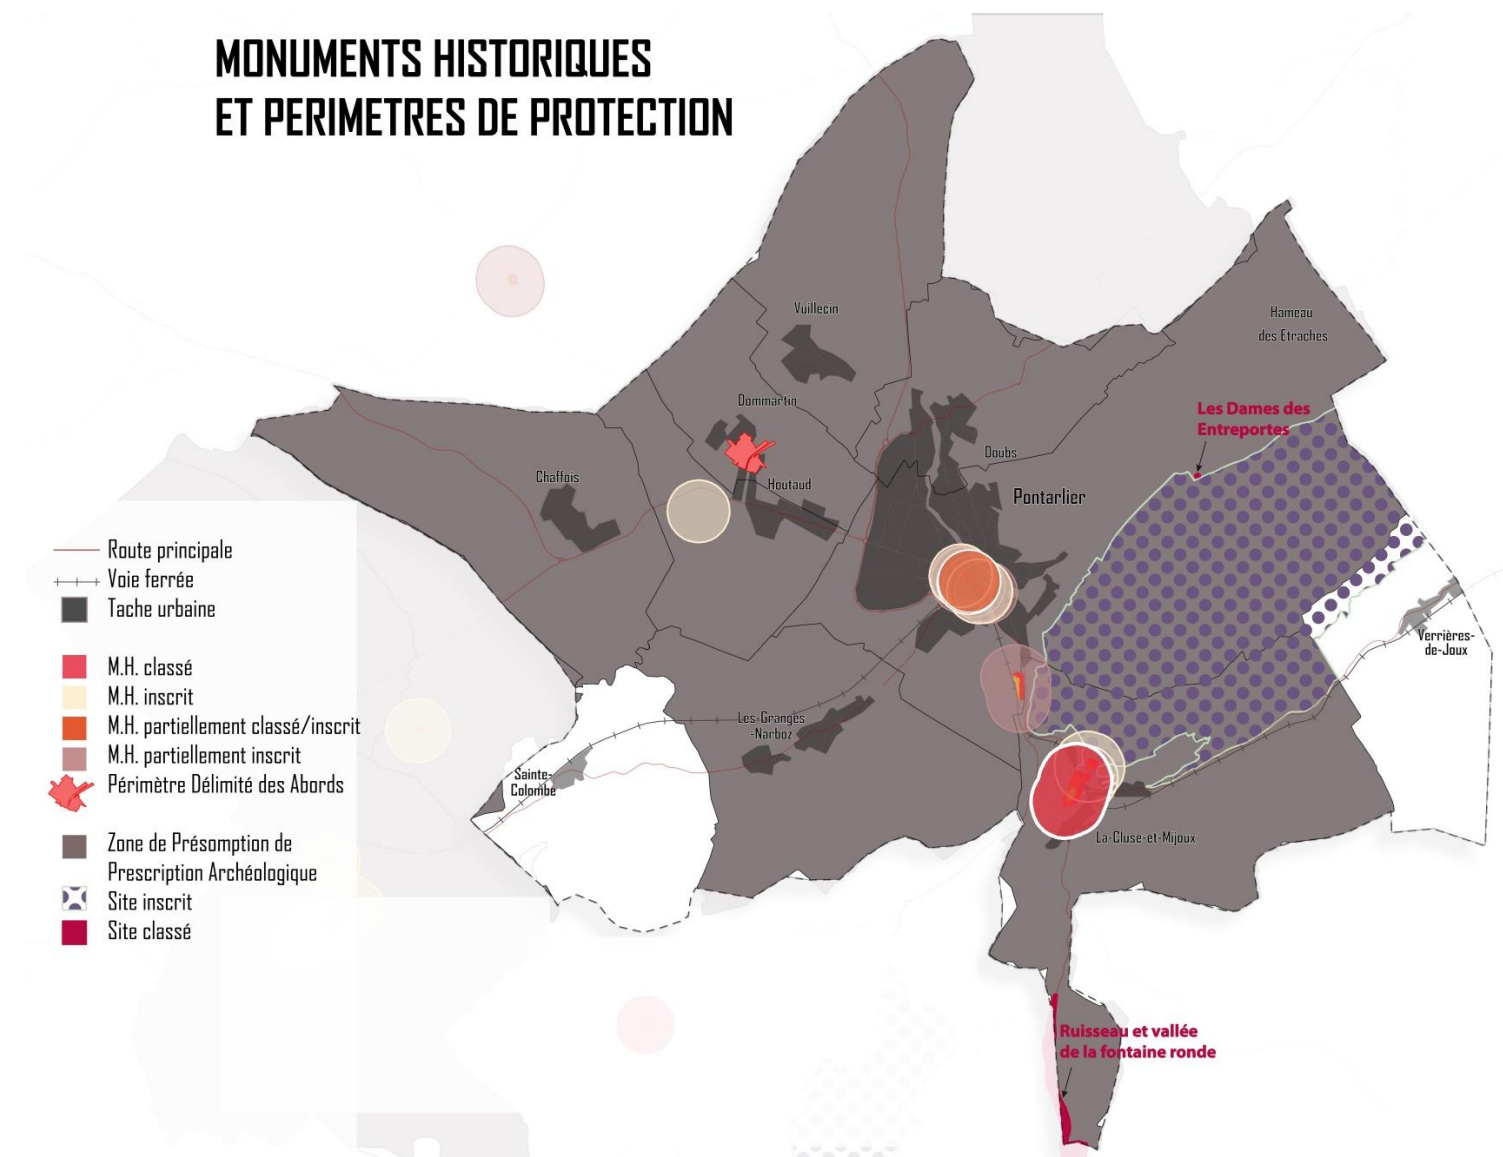 MONUMENTS HISTORIQUES
ET PERIMETRES DE PROTECTION
Vuillecin
Hameau
des Etraches
Dommartin
Les Dames des
Entreportes
Doubs
Chaffois
Houtaud
Pontarlier
Route principale
Voie ferrée
Tache urbaine
Verrières-
de-Joux
M.H. classé
M.H. inscrit
M.H. partiellement classé/inscrit
M.H. partiellement inscrit
Périmètre Délimité des Abords
Les-Granges
-Narboz
Sainte-
Colombe
La-Cluse-et-Mijoux
Zone de Présomption de
Prescription Archéologique
Site inscrit
Site classé
Ruisseau et vallée
de la fontaine ronde